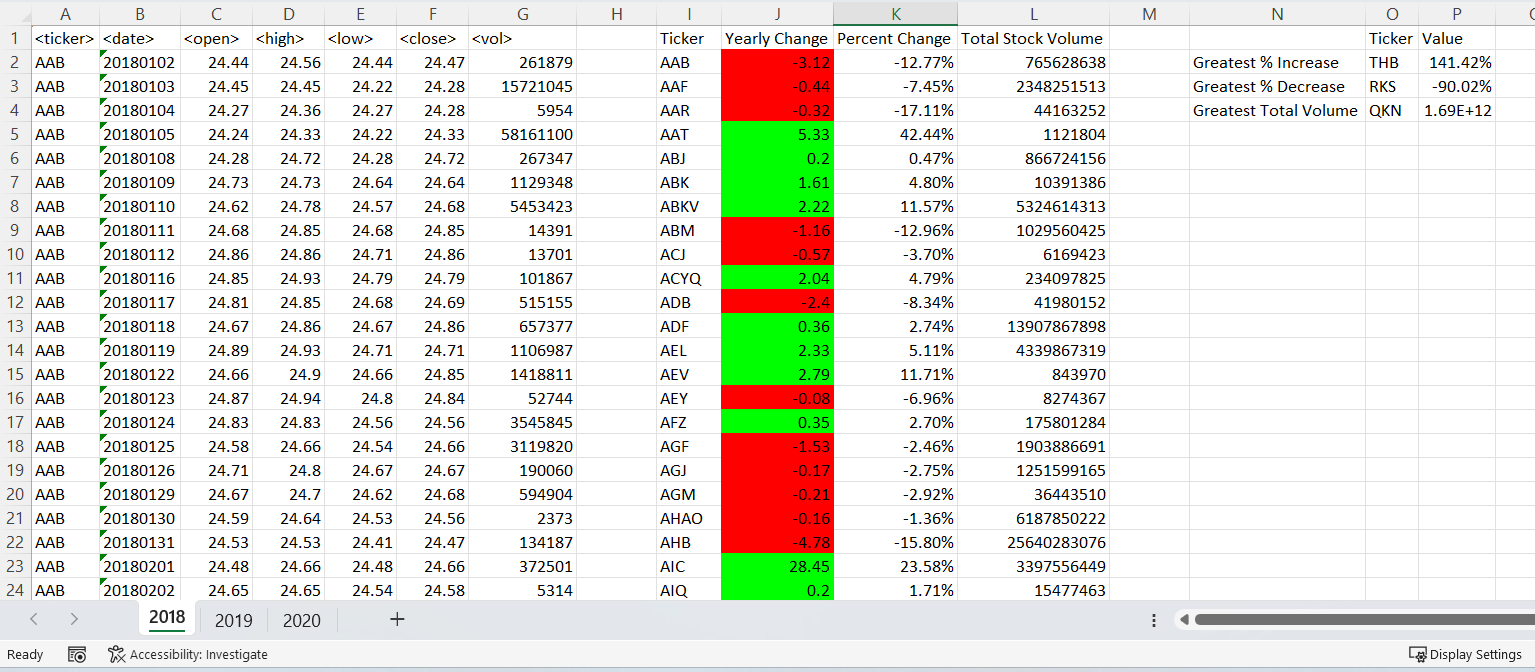 A B C D E F G H I J K L M N O P
1 <ticker> <date> <open> <high> <low> <close> <vol> Ticker Yearly Change Percent Change Total Stock Volume Ticker Value
2 AAB 20180102 24.44 24.56 24.44 24.47 261879 AAB -3.12 -12.77% 765628638 Greatest % Increase THB 141.42%
3 AAB 20180103 24.45 24.45 24.22 24.28 15721045 AAF -0.44 -7.45% 2348251513 Greatest % Decrease RKS -90.02%
4 AAB 20180104 24.27 24.36 24.27 24.28 5954 AAR -0.32 -17.11% 44163252 Greatest Total Volume QKN 1.69E+12
5 AAB 20180105 24.24 24.33 24.22 24.33 58161100 AAT 5.33 42.44% 1121804
6 AAB 20180108 24.28 24.72 24.28 24.72 267347 ABJ 0.2 0.47% 866724156
7 AAB 20180109 24.73 24.73 24.64 24.64 1129348 ABK 1.61 4.80% 10391386
8 AAB 20180110 24.62 24.78 24.57 24.68 5453423 ABKV 2.22 11.57% 5324614313
9 AAB 20180111 24.68 24.85 24.68 24.85 14391 ABM -1.16 -12.96% 1029560425
10 AAB 20180112 24.86 24.86 24.71 24.86 13701 ACJ -0.57 -3.70% 6169423
11 AAB 20180116 24.85 24.93 24.79 24.79 101867 ACYQ 2.04 4.79% 234097825
12 AAB 20180117 24.81 24.85 24.68 24.69 515155 ADB -2.4 -8.34% 41980152
13 AAB 20180118 24.67 24.86 24.67 24.86 657377 ADF 0.36 2.74% 13907867898
14 AAB 20180119 24.89 24.93 24.71 24.71 1106987 AEL 2.33 5.11% 4339867319
15 AAB 20180122 24.66 24.9 24.66 24.85 1418811 AEV 2.79 11.71% 843970
16 AAB 20180123 24.87 24.94 24.8 24.84 52744 AEY -0.08 -6.96% 8274367
17 AAB 20180124 24.83 24.83 24.56 24.56 3545845 AFZ 0.35 2.70% 175801284
18 AAB 20180125 24.58 24.66 24.54 24.66 3119820 AGF -1.53 -2.46% 1903886691
19 AAB 20180126 24.71 24.8 24.67 24.67 190060 AGJ -0.17 -2.75% 1251599165
20 AAB 20180129 24.67 24.7 24.62 24.68 594904 AGM -0.21 -2.92% 36443510
21 AAB 20180130 24.59 24.64 24.53 24.56 2373 AHAO -0.16 -1.36% 6187850222
22 AAB 20180131 24.53 24.53 24.41 24.47 134187 AHB -4.78 -15.80% 25640283076
23 AAB 20180201 24.48 24.66 24.48 24.66 372501 AIC 28.45 23.58% 3397556449
24 AAB 20180202 24.65 24.65 24.54 24.58 5314 AIQ 0.2 1.71% 15477463
2018 2019 2020
Ready Accessibility: Investigate Display Settings